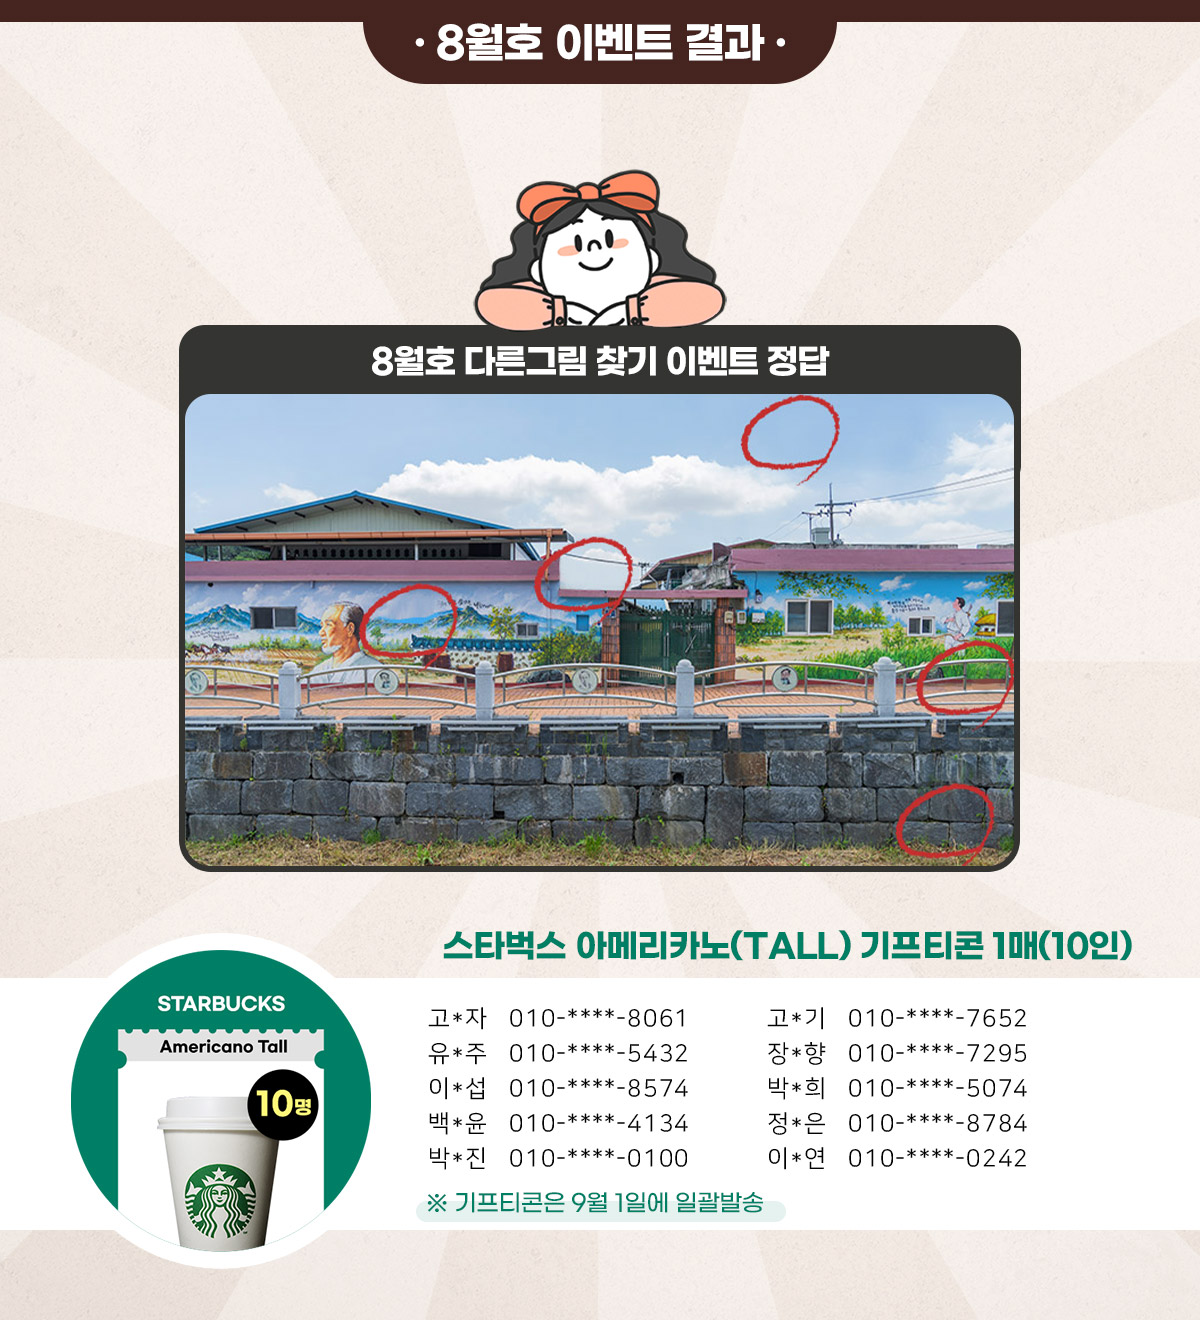 · 8월호 이벤트 결과 ·
8월호 다른그림 찾기 이벤트 정답
스타벅스 아메리카노(TALL) 기프티콘 1매(10인)
STARBUCKS
Americano Tall
10명
고*자 010-****-8061
고*기 010-****-7652
유*주 010-****-5432
장*향 010-****-7295
이*섭 010-****-8574
박*희 010-****-5074
백*윤 010-****-4134
정*은 010-****-8784
박*진 010-****-0100
이*연 010-****-0242
※ 기프티콘은 9월 1일에 일괄발송